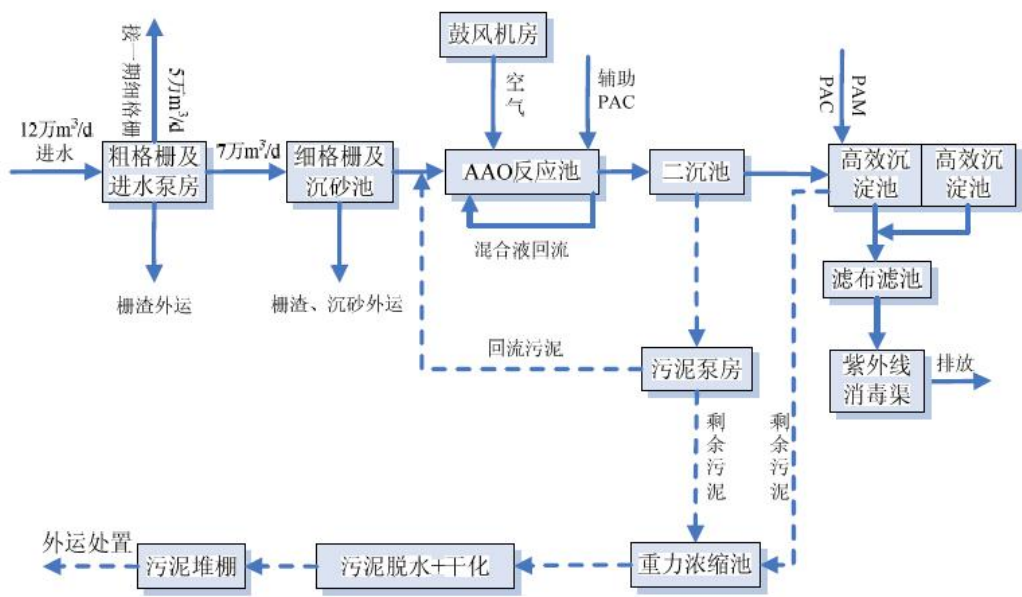 接一期细格栅
5万m³/d
鼓风机房
空气
辅助
PAC
PAM
PAC
12万m³/d
进水
粗格栅及
进水泵房
7万m³/d
细格栅及
沉砂池
AAO反应池
二沉池
高效沉
淀池
高效沉
淀池
混合液回流
栅渣外运
栅渣、沉砂外运
滤布滤池
回流污泥
污泥泵房
紫外线
消毒渠
排放
剩余污泥
剩余污泥
外运处置
污泥堆棚
污泥脱水+干化
重力浓缩池